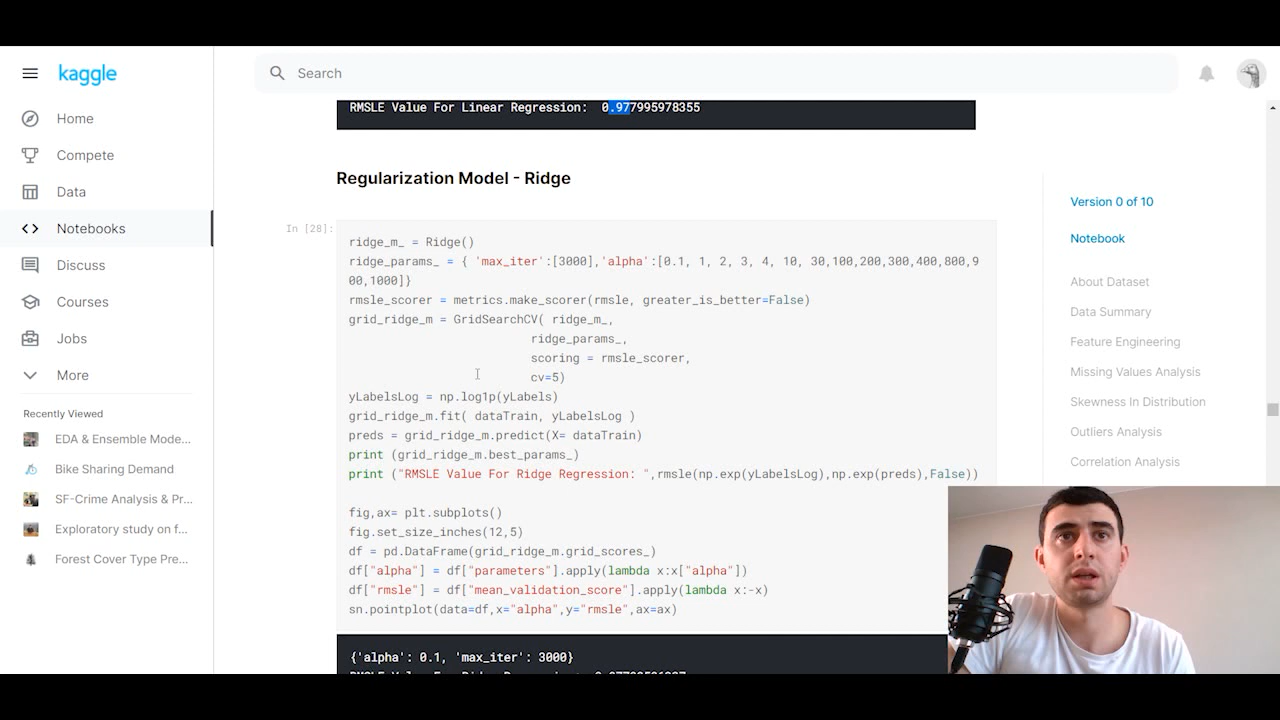 kaggle
Search
Home
Compete
Data
Notebooks
Discuss
Courses
Jobs
More
Recently Viewed
EDA & Ensemble Mode...
Bike Sharing Demand
SF-Crime Analysis & Pr...
Exploratory study on f...
Forest Cover Type Pre...
RMSLE Value For Linear Regression:  0.977995978355
Regularization Model - Ridge
In [28]:
ridge_m_ = Ridge()
ridge_params_ = { 'max_iter':[3000],'alpha':[0.1, 1, 2, 3, 4, 10, 30,100,200,300,400,800,9
00,1000]}
rmsle_scorer = metrics.make_scorer(rmsle, greater_is_better=False)
grid_ridge_m = GridSearchCV( ridge_m_,
ridge_params_,
scoring = rmsle_scorer,
cv=5)
yLabelsLog = np.log1p(yLabels)
grid_ridge_m.fit( dataTrain, yLabelsLog )
preds = grid_ridge_m.predict(X= dataTrain)
print (grid_ridge_m.best_params_)
print ("RMSLE Value For Ridge Regression: ",rmsle(np.exp(yLabelsLog),np.exp(preds),False))
fig,ax= plt.subplots()
fig.set_size_inches(12,5)
df = pd.DataFrame(grid_ridge_m.grid_scores_)
df["alpha"] = df["parameters"].apply(lambda x:x["alpha"])
df["rmsle"] = df["mean_validation_score"].apply(lambda x:-x)
sn.pointplot(data=df,x="alpha",y="rmsle",ax=ax)
{'alpha': 0.1, 'max_iter': 3000}
Version 0 of 10
Notebook
About Dataset
Data Summary
Feature Engineering
Missing Values Analysis
Skewness In Distribution
Outliers Analysis
Correlation Analysis